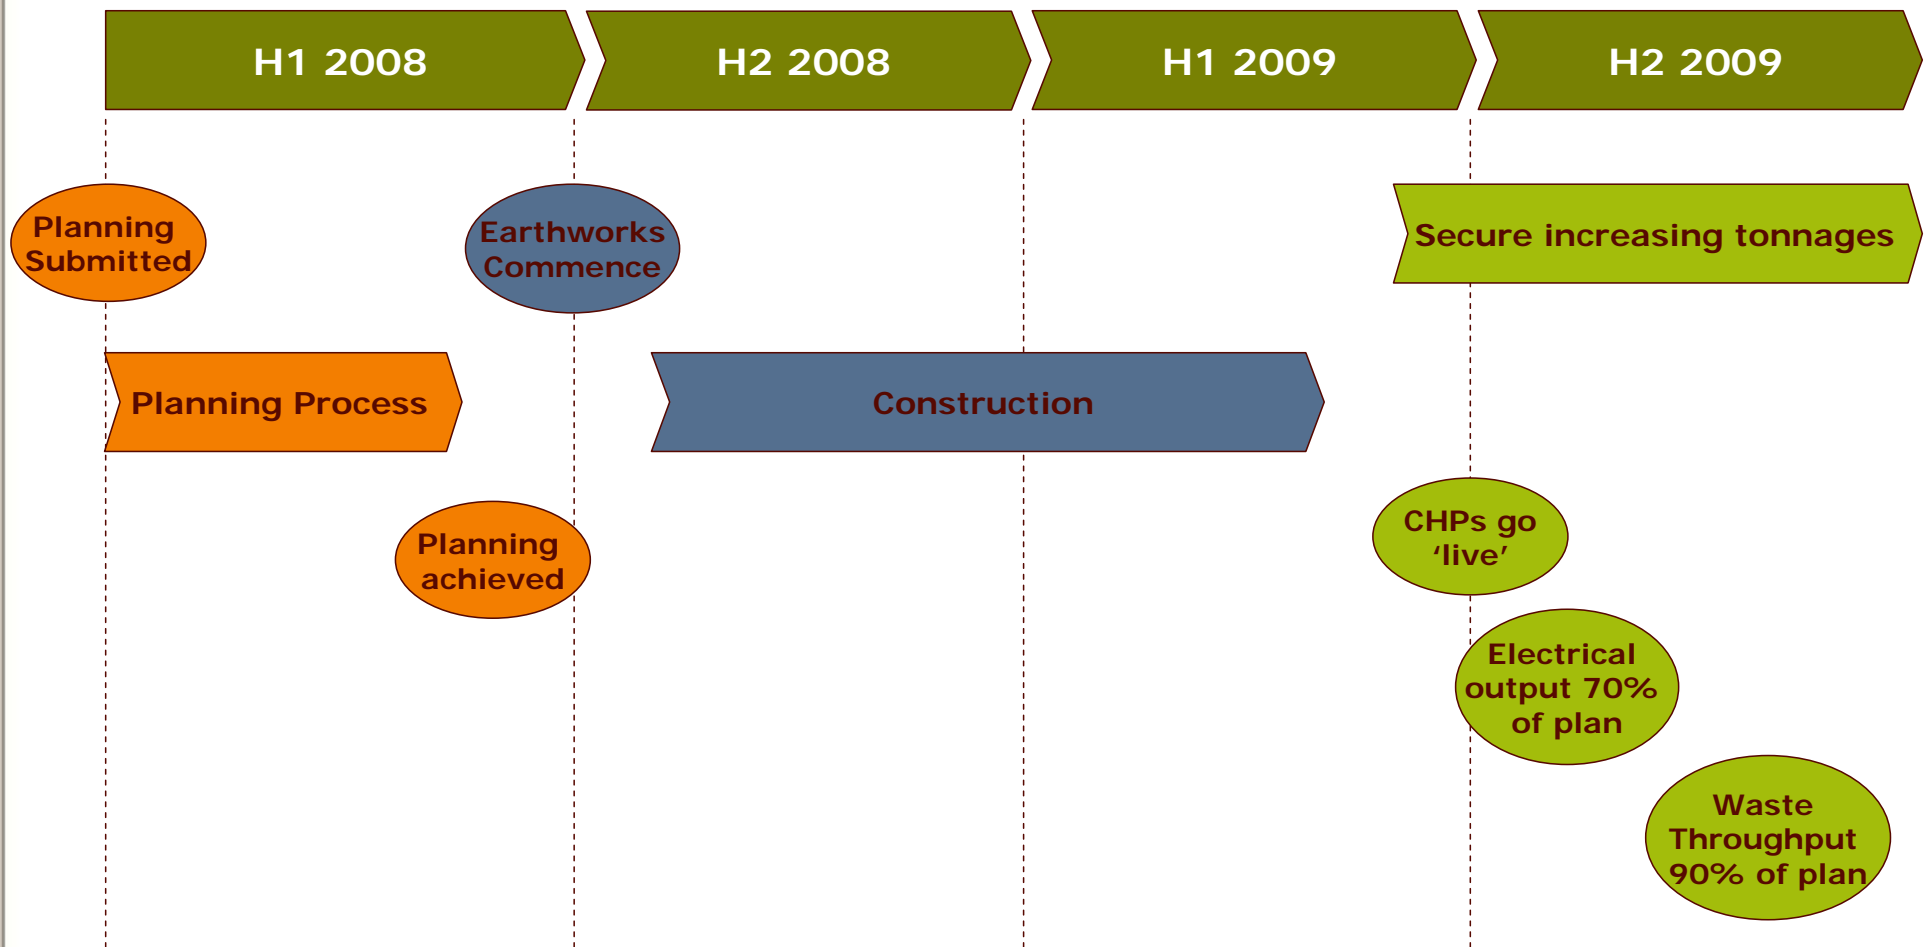 H1 2008
H2 2008
H1 2009
H2 2009
Planning
Submitted
Earthworks
Commence
Secure increasing tonnages
Planning Process
Construction
Planning
achieved
CHPs go
‘live’
Electrical
output 70%
of plan
Waste
Throughput
90% of plan